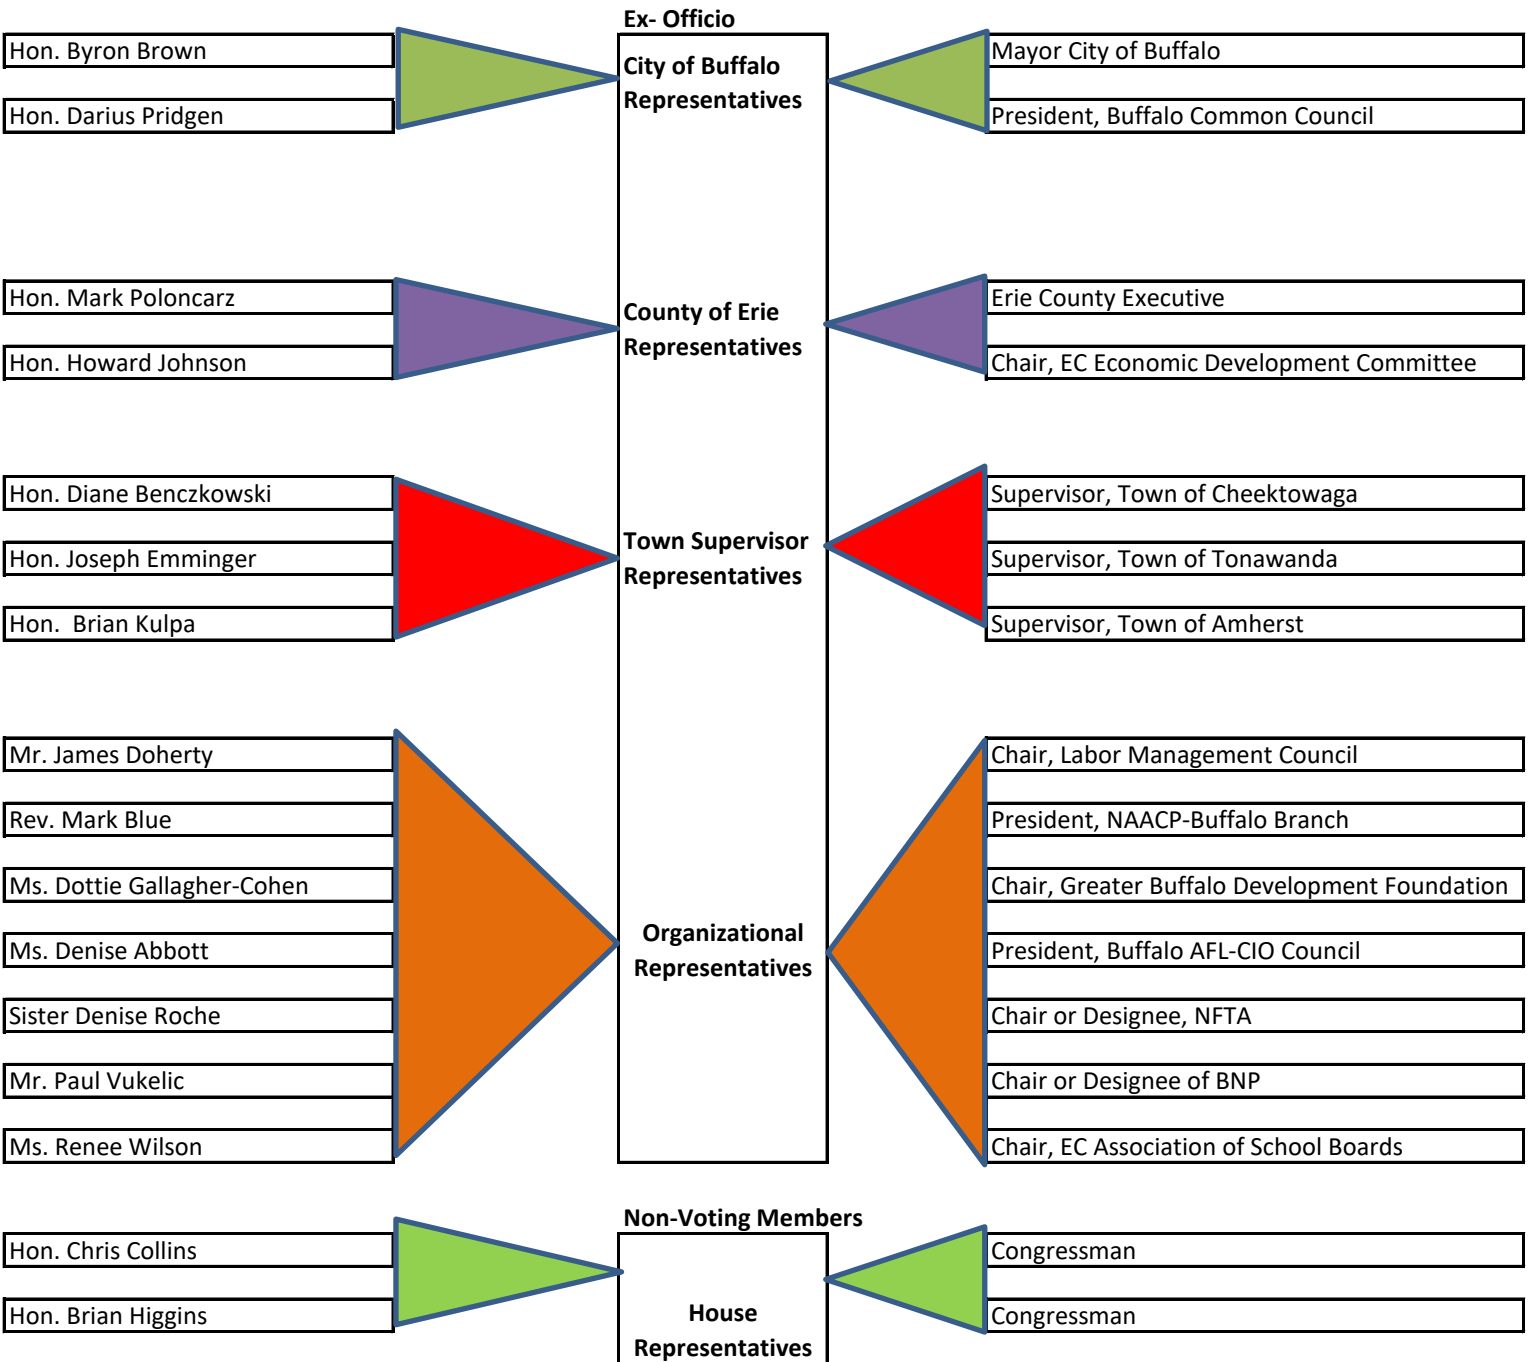 Ex- Officio
Hon. Byron Brown
City of Buffalo
Representatives
Mayor City of Buffalo
Hon. Darius Pridgen
President, Buffalo Common Council
Hon. Mark Poloncarz
County of Erie
Representatives
Erie County Executive
Hon. Howard Johnson
Chair, EC Economic Development Committee
Hon. Diane Benczkowski
Supervisor, Town of Cheektowaga
Hon. Joseph Emminger
Town Supervisor
Representatives
Supervisor, Town of Tonawanda
Hon.  Brian Kulpa
Supervisor, Town of Amherst
Mr. James Doherty
Chair, Labor Management Council
Rev. Mark Blue
President, NAACP-Buffalo Branch
Ms. Dottie Gallagher-Cohen
Chair, Greater Buffalo Development Foundation
Ms. Denise Abbott
Organizational
Representatives
President, Buffalo AFL-CIO Council
Sister Denise Roche
Chair or Designee, NFTA
Mr. Paul Vukelic
Chair or Designee of BNP
Ms. Renee Wilson
Chair, EC Association of School Boards
Non-Voting Members
Hon. Chris Collins
Congressman
Hon. Brian Higgins
House
Representatives
Congressman